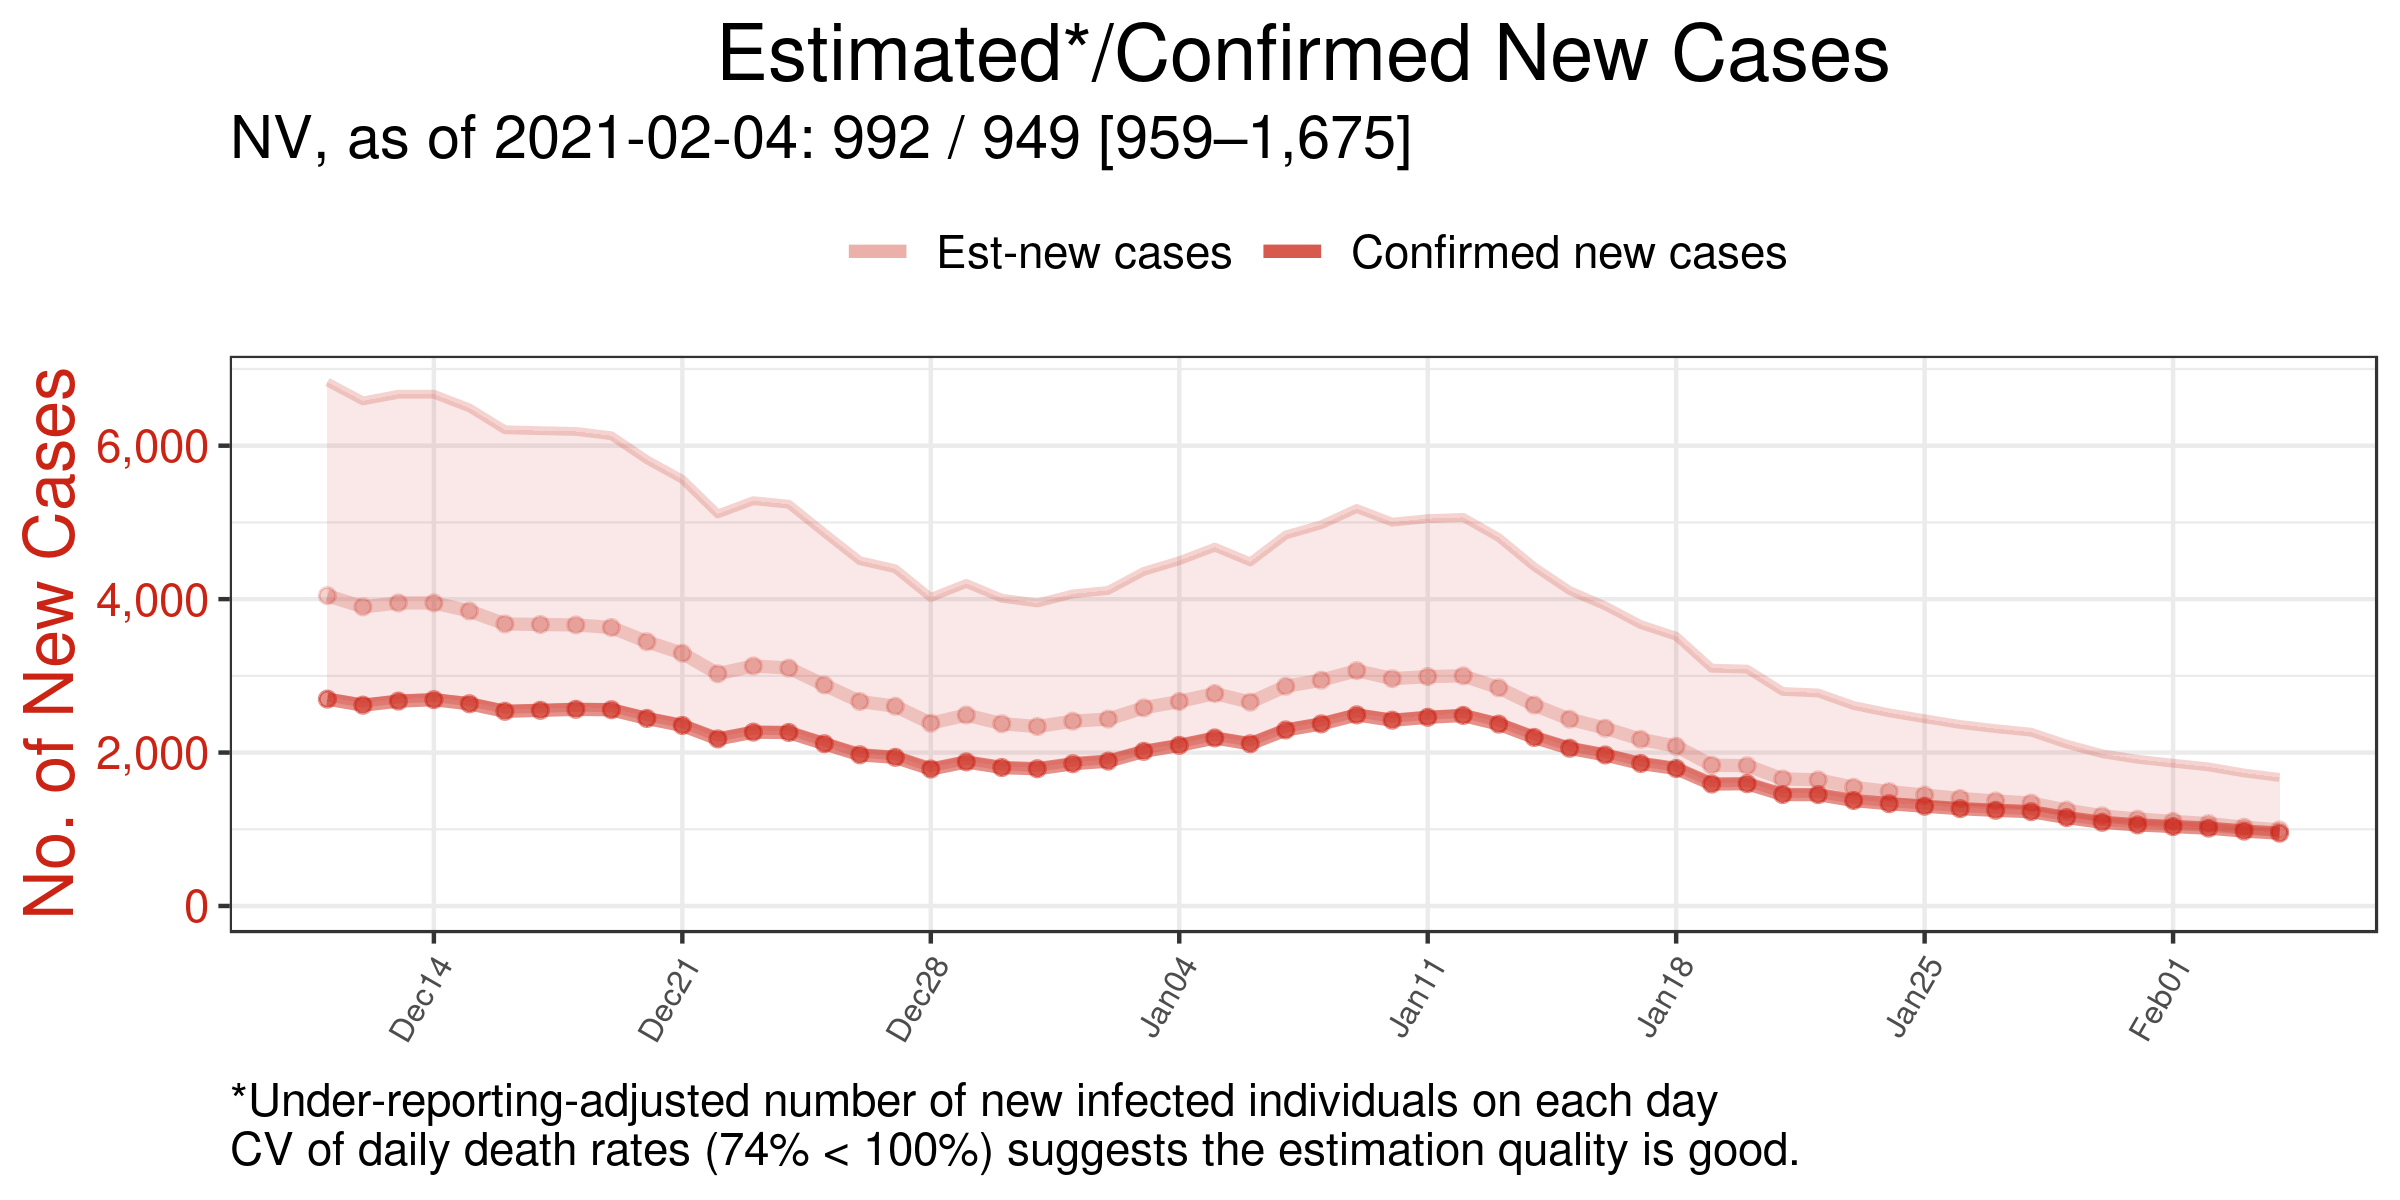 Estimated*/Confirmed New Cases
NV, as of 2021-02-04: 992 / 949 [959–1,675]
Est-new cases
Confirmed new cases
No. of New Cases
6,000
4,000
2,000
0
Dec14
Dec21
Dec28
Jan04
Jan11
Jan18
Jan25
Feb01
*Under-reporting-adjusted number of new infected individuals on each day
CV of daily death rates (74% < 100%) suggests the estimation quality is good.